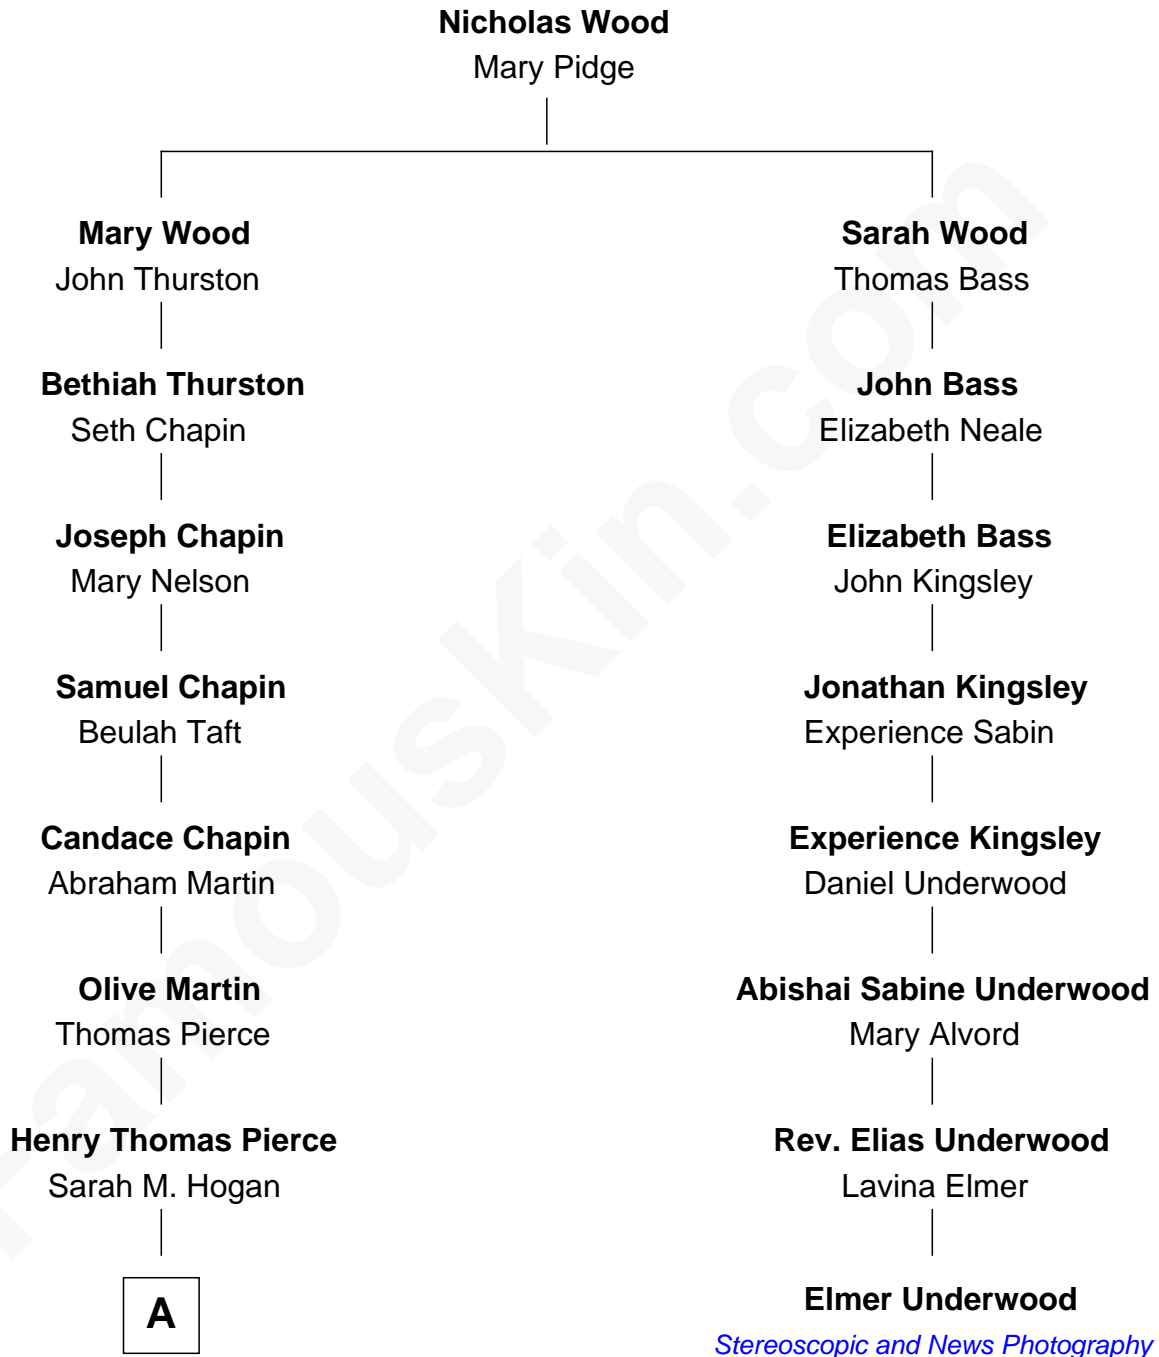 Nicholas Wood
Mary Pidge
Mary Wood
John Thurston
Sarah Wood
Thomas Bass
Bethiah Thurston
Seth Chapin
John Bass
Elizabeth Neale
Joseph Chapin
Mary Nelson
Elizabeth Bass
John Kingsley
Samuel Chapin
Beulah Taft
Jonathan Kingsley
Experience Sabin
Candace Chapin
Abraham Martin
Experience Kingsley
Daniel Underwood
Olive Martin
Thomas Pierce
Abishai Sabine Underwood
Mary Alvord
Henry Thomas Pierce
Sarah M. Hogan
Rev. Elias Underwood
Lavina Elmer
A
Elmer Underwood
Stereoscopic and News Photography
FamousKin.com